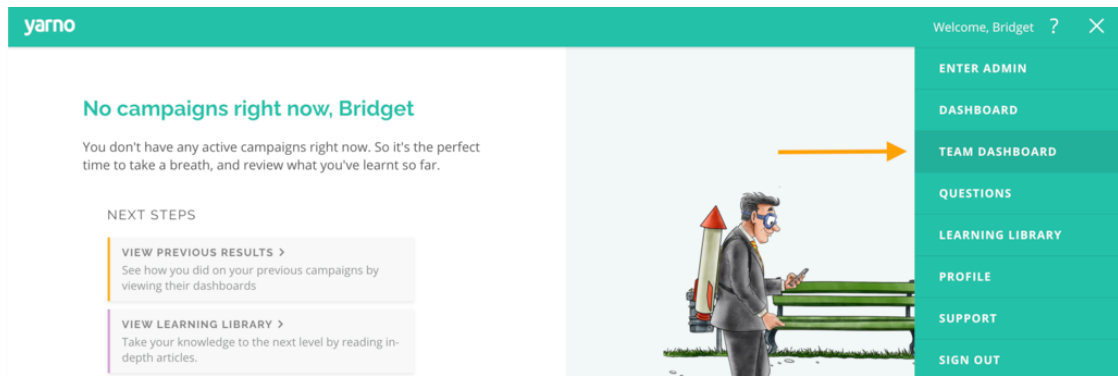 yarno
Welcome, Bridget ?
No campaigns right now, Bridget
You don't have any active campaigns right now. So it's the perfect
time to take a breath, and review what you've learnt so far.
NEXT STEPS
VIEW PREVIOUS RESULTS >
See how you did on your previous campaigns by
viewing their dashboards
VIEW LEARNING LIBRARY >
Take your knowledge to the next level by reading in-
depth articles.
ENTER ADMIN
DASHBOARD
TEAM DASHBOARD
QUESTIONS
LEARNING LIBRARY
PROFILE
SUPPORT
SIGN OUT